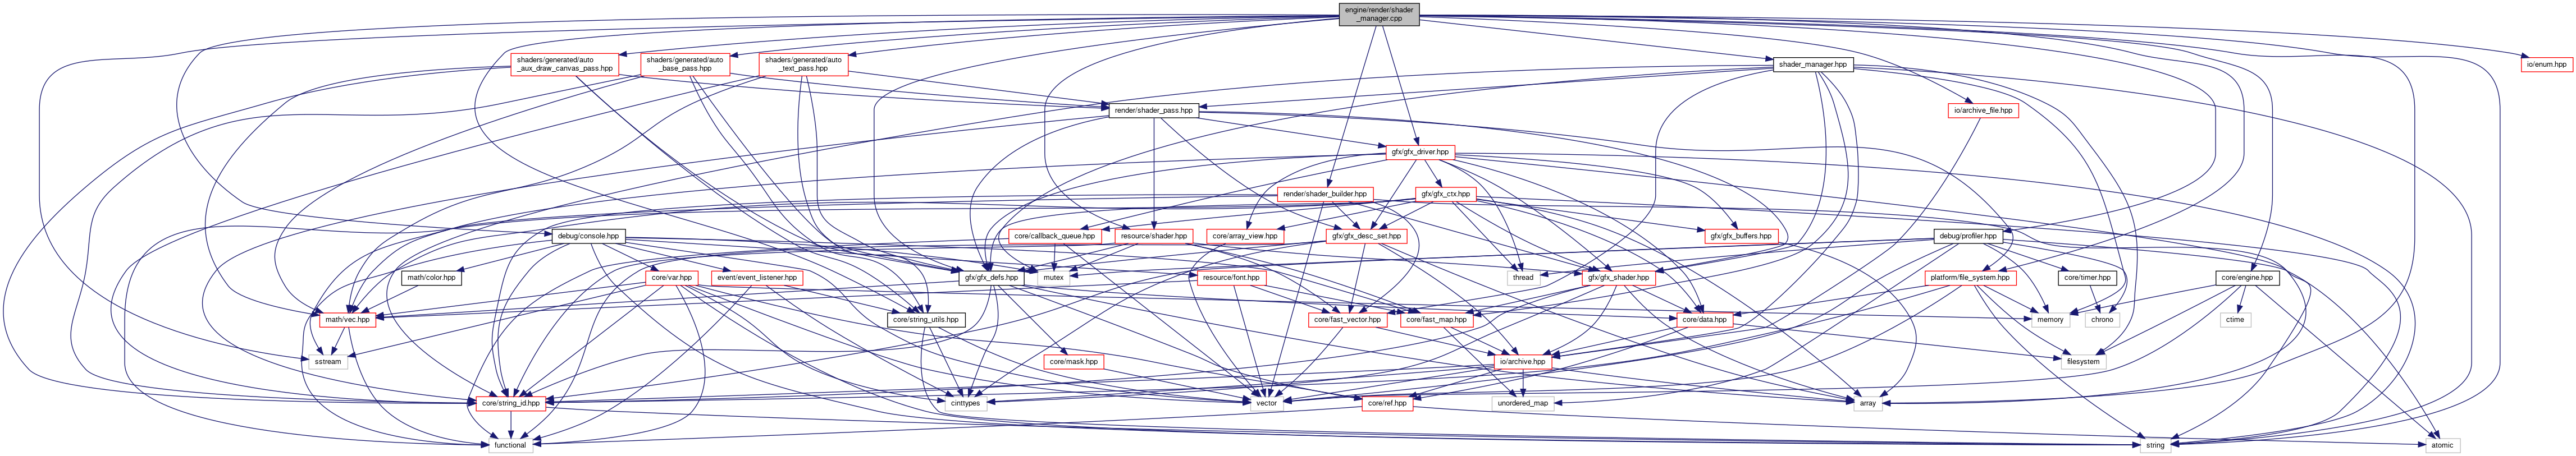 engine/render/shader
_manager.cpp
shaders/generated/auto
_aux_draw_canvas_pass.hpp
shaders/generated/auto
_base_pass.hpp
shaders/generated/auto
_text_pass.hpp
shader_manager.hpp
io/enum.hpp
render/shader_pass.hpp
io/archive_file.hpp
gfx/gfx_driver.hpp
render/shader_builder.hpp
gfx/gfx_ctx.hpp
debug/console.hpp
core/callback_queue.hpp
resource/shader.hpp
core/array_view.hpp
gfx/gfx_desc_set.hpp
gfx/gfx_buffers.hpp
debug/profiler.hpp
math/color.hpp
core/var.hpp
event/event_listener.hpp
gfx/gfx_defs.hpp
mutex
resource/font.hpp
thread
gfx/gfx_shader.hpp
platform/file_system.hpp
core/timer.hpp
core/engine.hpp
math/vec.hpp
core/string_utils.hpp
core/fast_vector.hpp
core/fast_map.hpp
core/data.hpp
memory
chrono
ctime
sstream
core/mask.hpp
io/archive.hpp
filesystem
core/string_id.hpp
cinttypes
vector
core/ref.hpp
unordered_map
array
functional
string
atomic